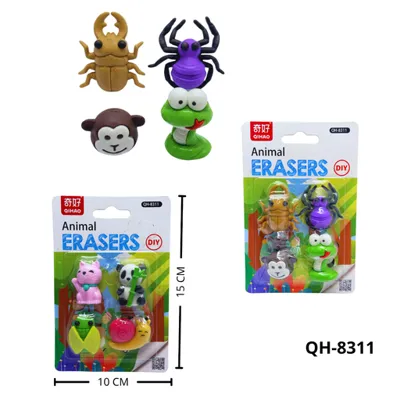 奇好
QIHAO
QH-8311
Animal
ERASERS
DIY
奇好
QIHAO
QH-8311
Animal
ERASERS
DIY
15 CM
10 CM
QH-8311